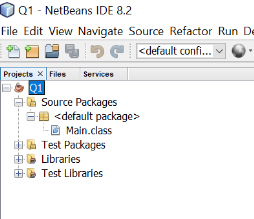 Q1 - NetBeans IDE 8.2
File Edit View Navigate Source Refactor Run D
<default confi...
Projects × Files Services
Q1
Source Packages
<default package>
Main.class
Test Packages
Libraries
Test Libraries